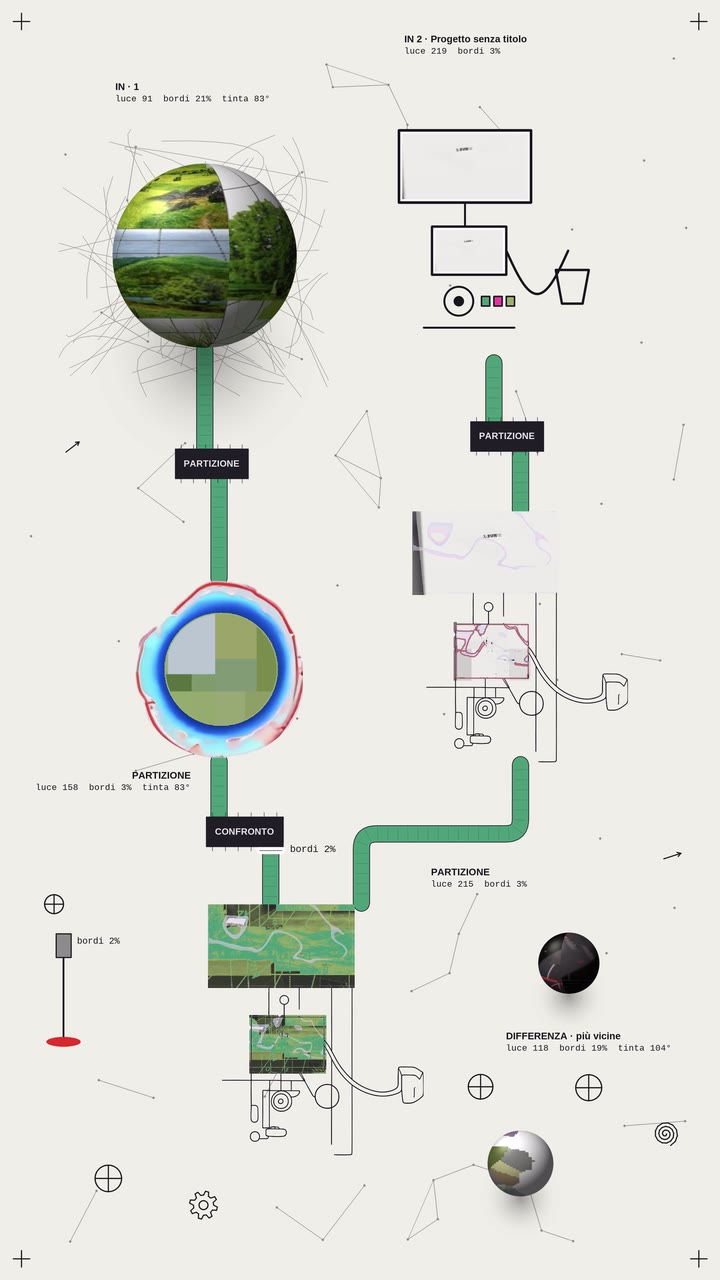 IN 2 · Progetto senza titolo
luce 219 bordi 3%
IN · 1
luce 91 bordi 21% tinta 83°
PARTIZIONE
PARTIZIONE
PARTIZIONE
luce 158 bordi 3% tinta 83°
CONFRONTO
bordi 2%
PARTIZIONE
luce 215 bordi 3%
bordi 2%
DIFFERENZA · più vicine
luce 118 bordi 19% tinta 104°